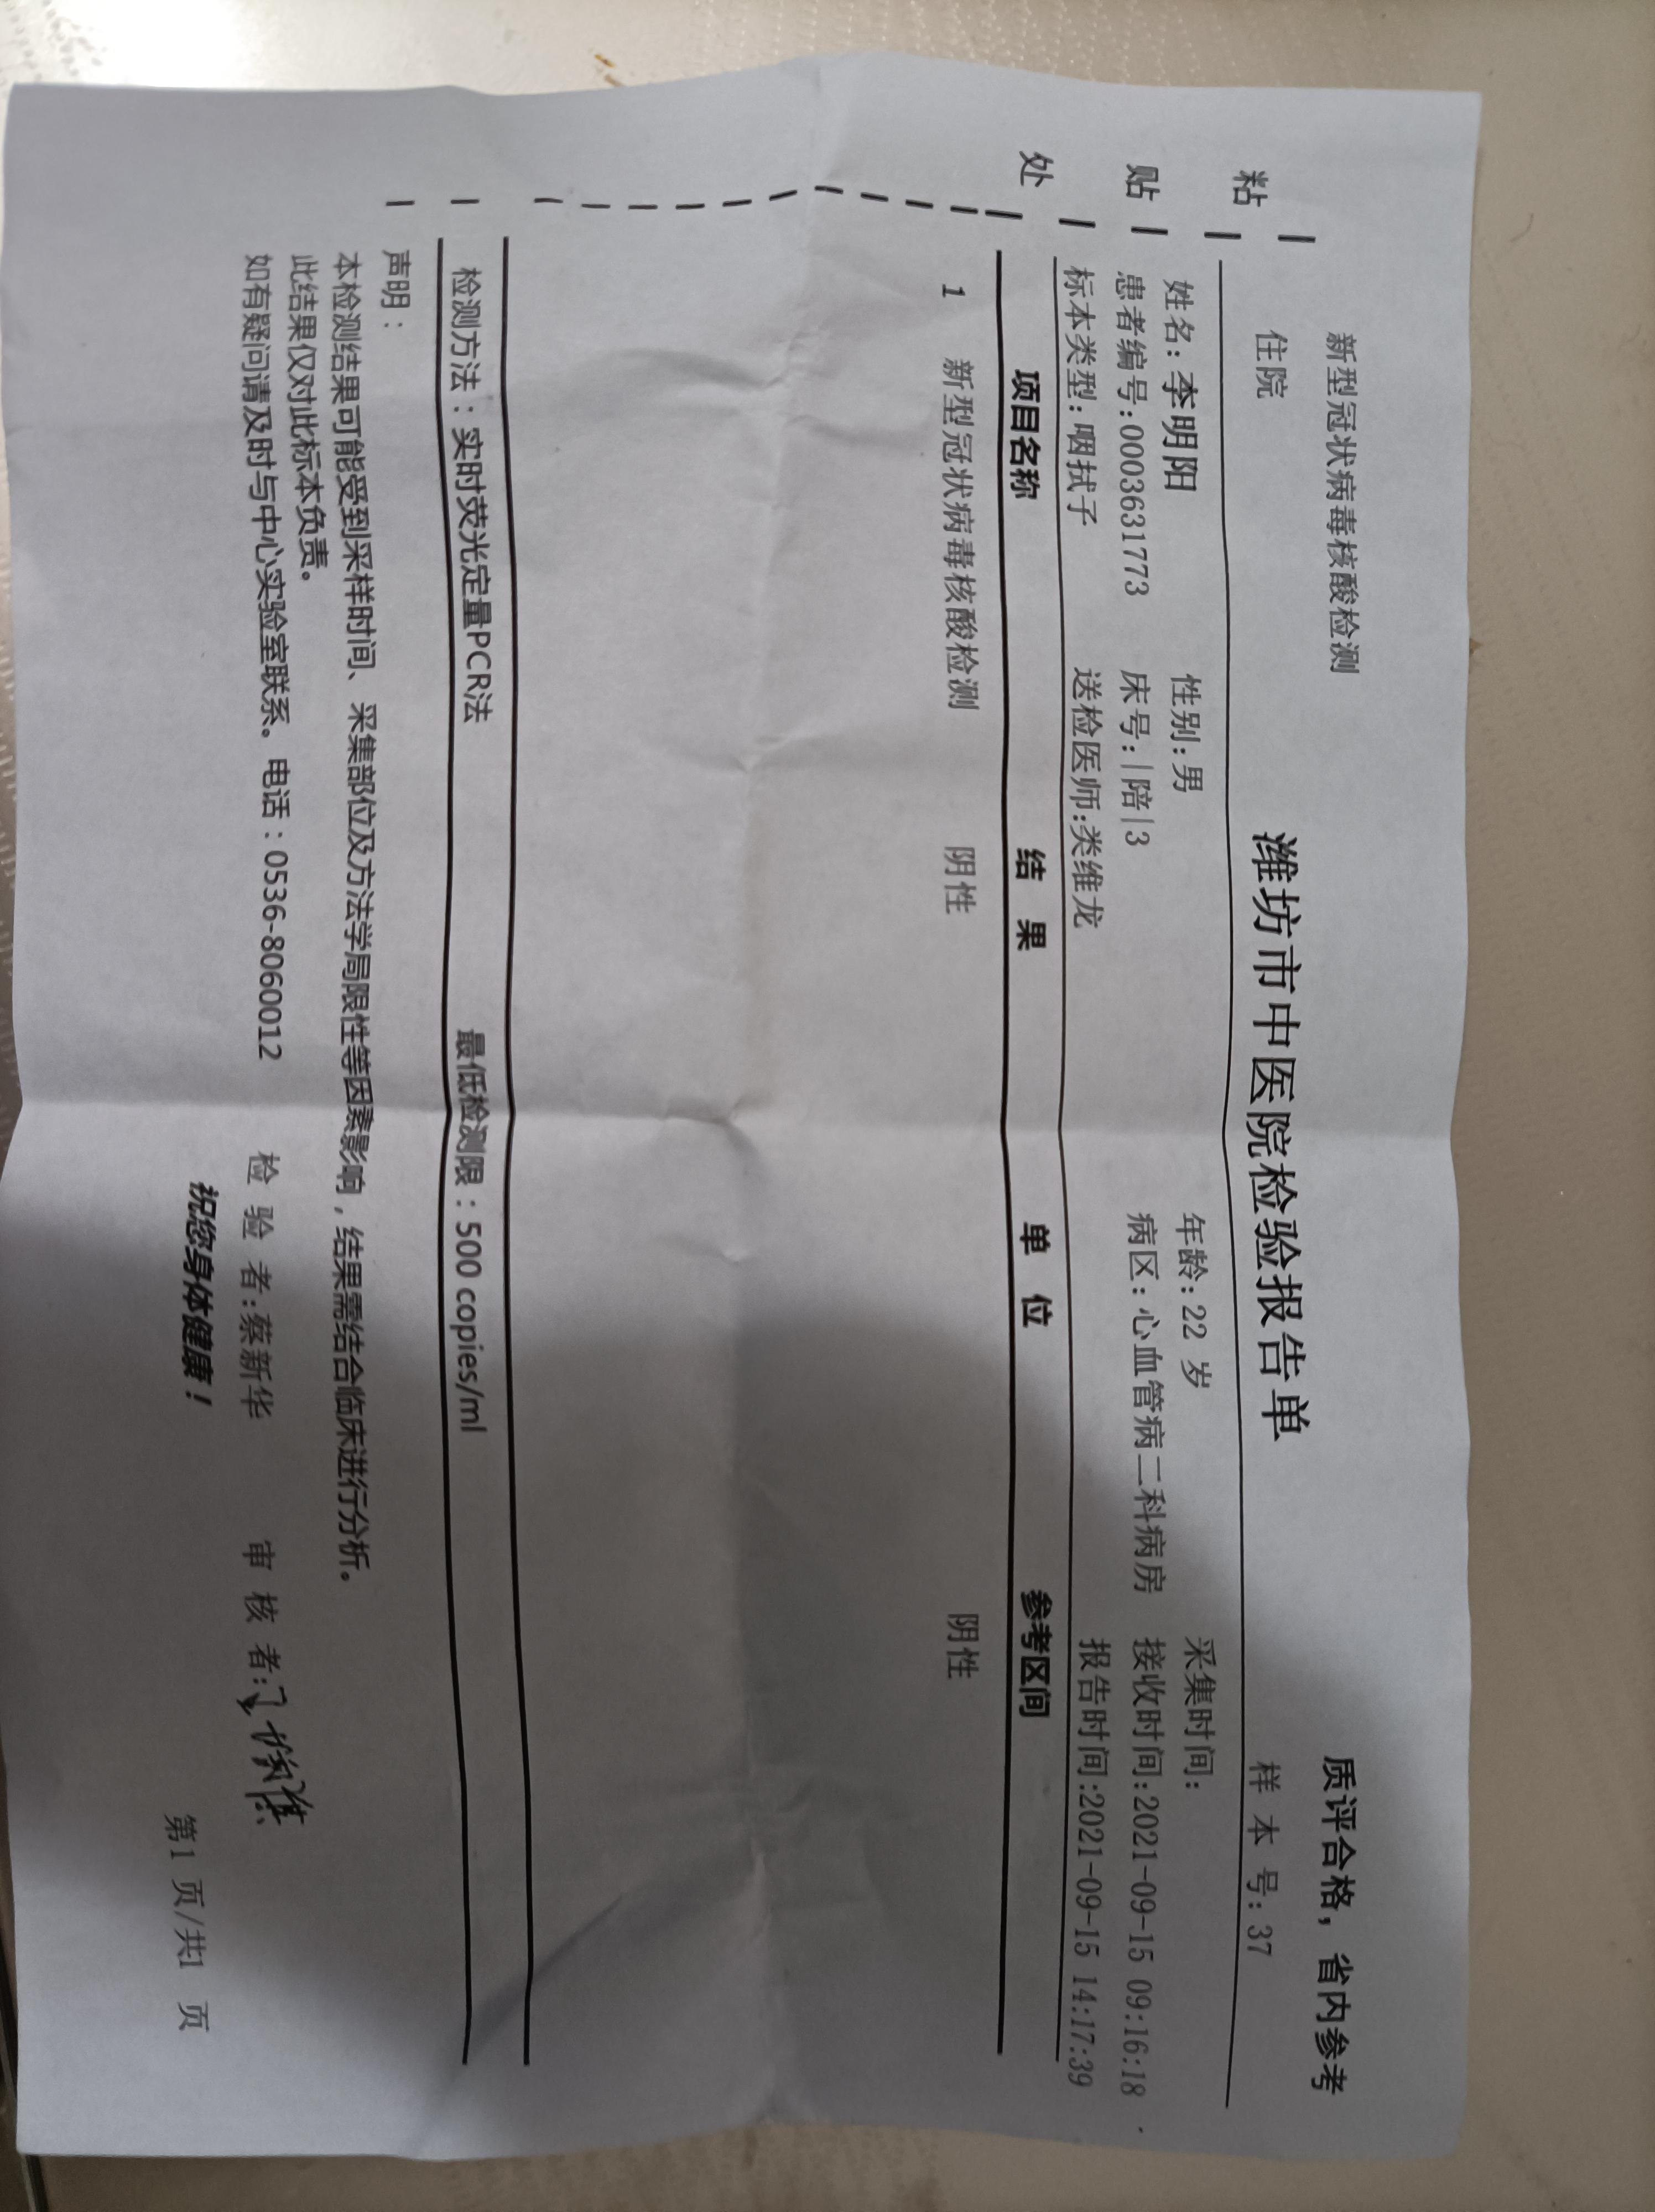 新型冠状病毒核酸检测
质评合格，省内参考
潍坊市中医院检验报告单
住院
样 本 号: 37
粘
贴
处
姓名: 李明阳 性别:男 年龄: 22 岁 采集时间:
患者编号:0003631773 床号:|陪|3 病区: 心血管病二科病房 接收时间:2021-09-15 09:16:18
标本类型:咽拭子 送检医师:类维龙 报告时间:2021-09-15 14:17:39
项目名称 结 果 单 位 参考区间
1 新型冠状病毒核酸检测 阴性 阴性
检测方法：实时荧光定量PCR法 最低检测限：500 copies/ml
声明：
本检测结果可能受到采样时间、采集部位及方法学局限性等因素影响，结果需结合临床进行分析。
此结果仅对此标本负责。
如有疑问请及时与中心实验室联系。电话：0536-8060012 检 验 者:蔡新华 审 核 者:
祝您身体健康！
第1 页/共1 页